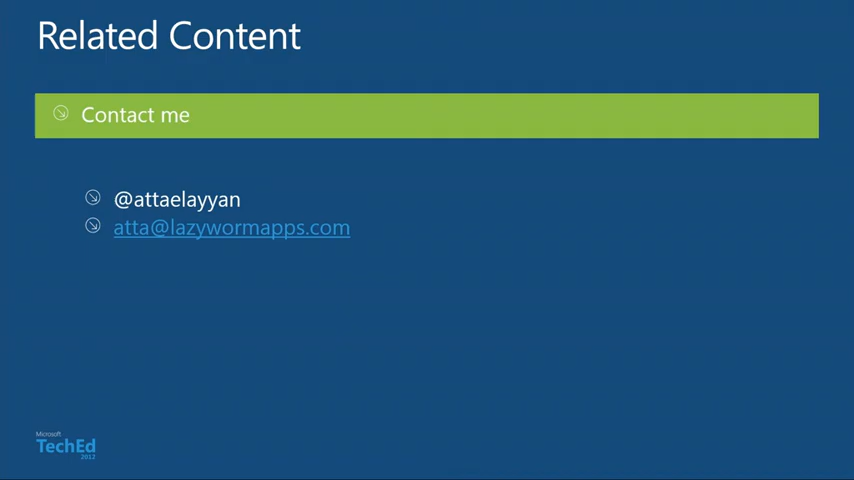 Related Content
Contact me
@attaelayyan
atta@lazywormapps.com
Microsoft
TechEd
2012